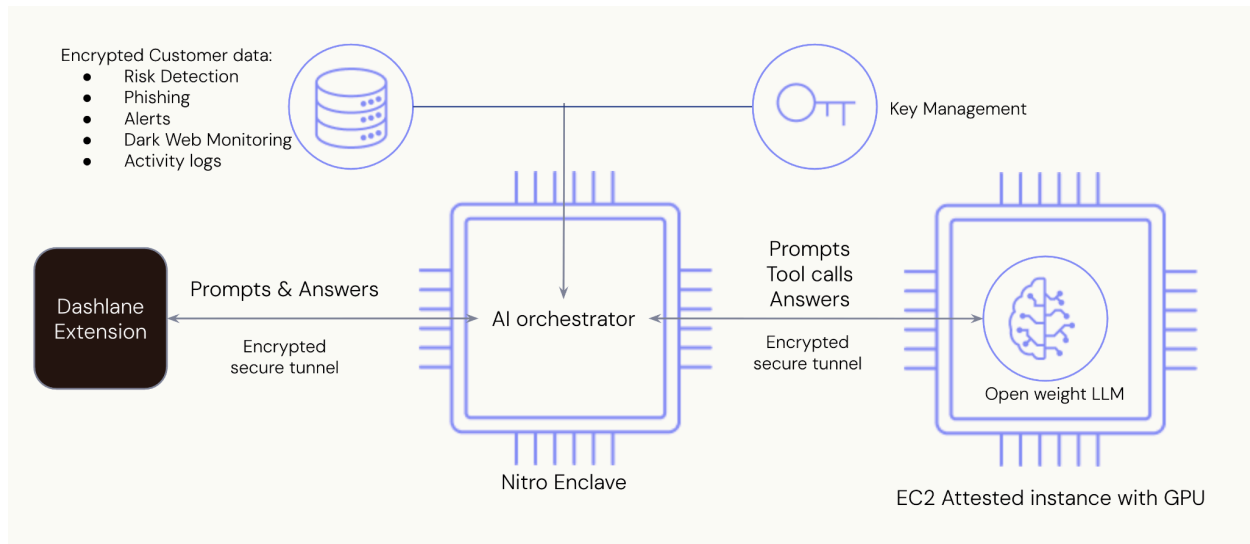 Encrypted Customer data:
● Risk Detection
● Phishing
● Alerts
● Dark Web Monitoring
● Activity logs
Key Management
Dashlane
Extension
Prompts & Answers
Encrypted
secure tunnel
AI orchestrator
Nitro Enclave
Prompts
Tool calls
Answers
Encrypted
secure tunnel
Open weight LLM
EC2 Attested instance with GPU